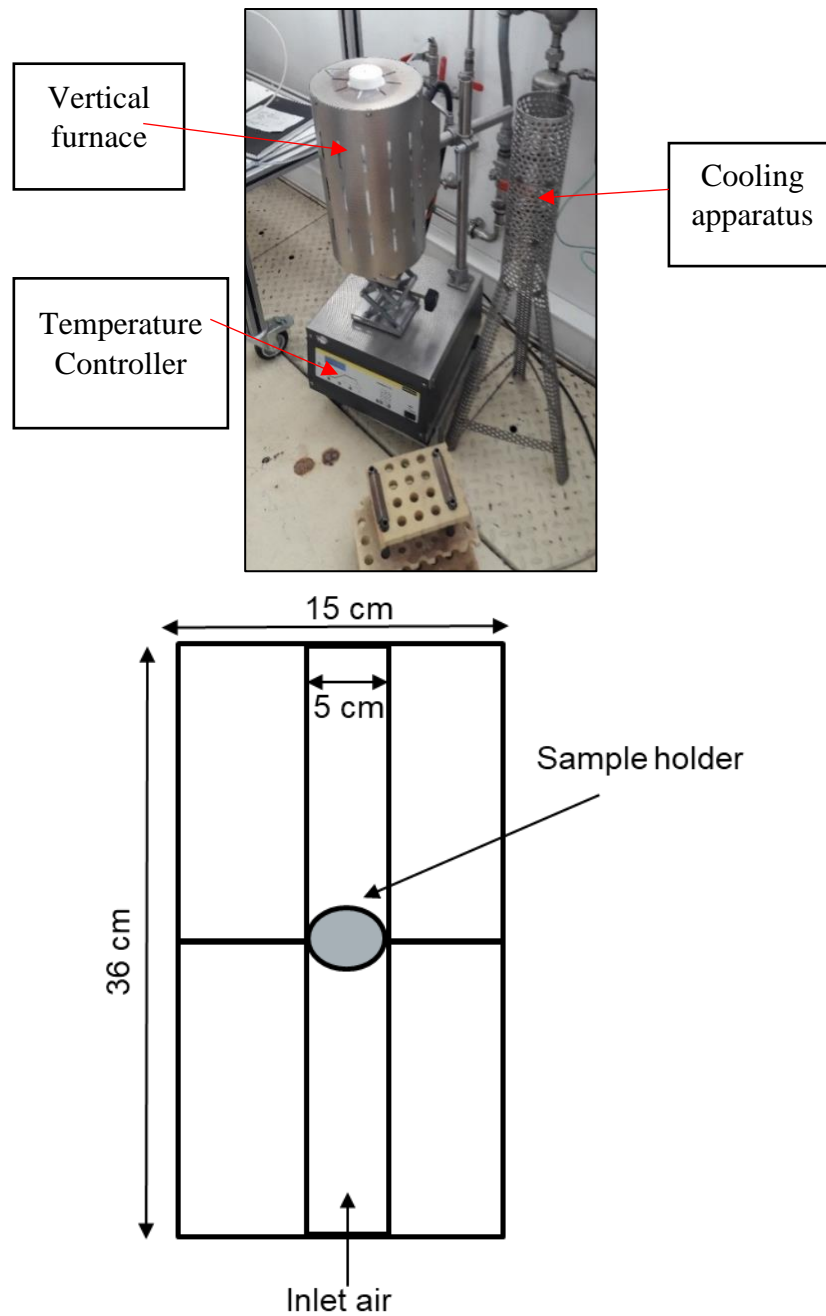 Vertical
furnace
Cooling
apparatus
Temperature
Controller
15 cm
5 cm
Sample holder
36 cm
Inlet air